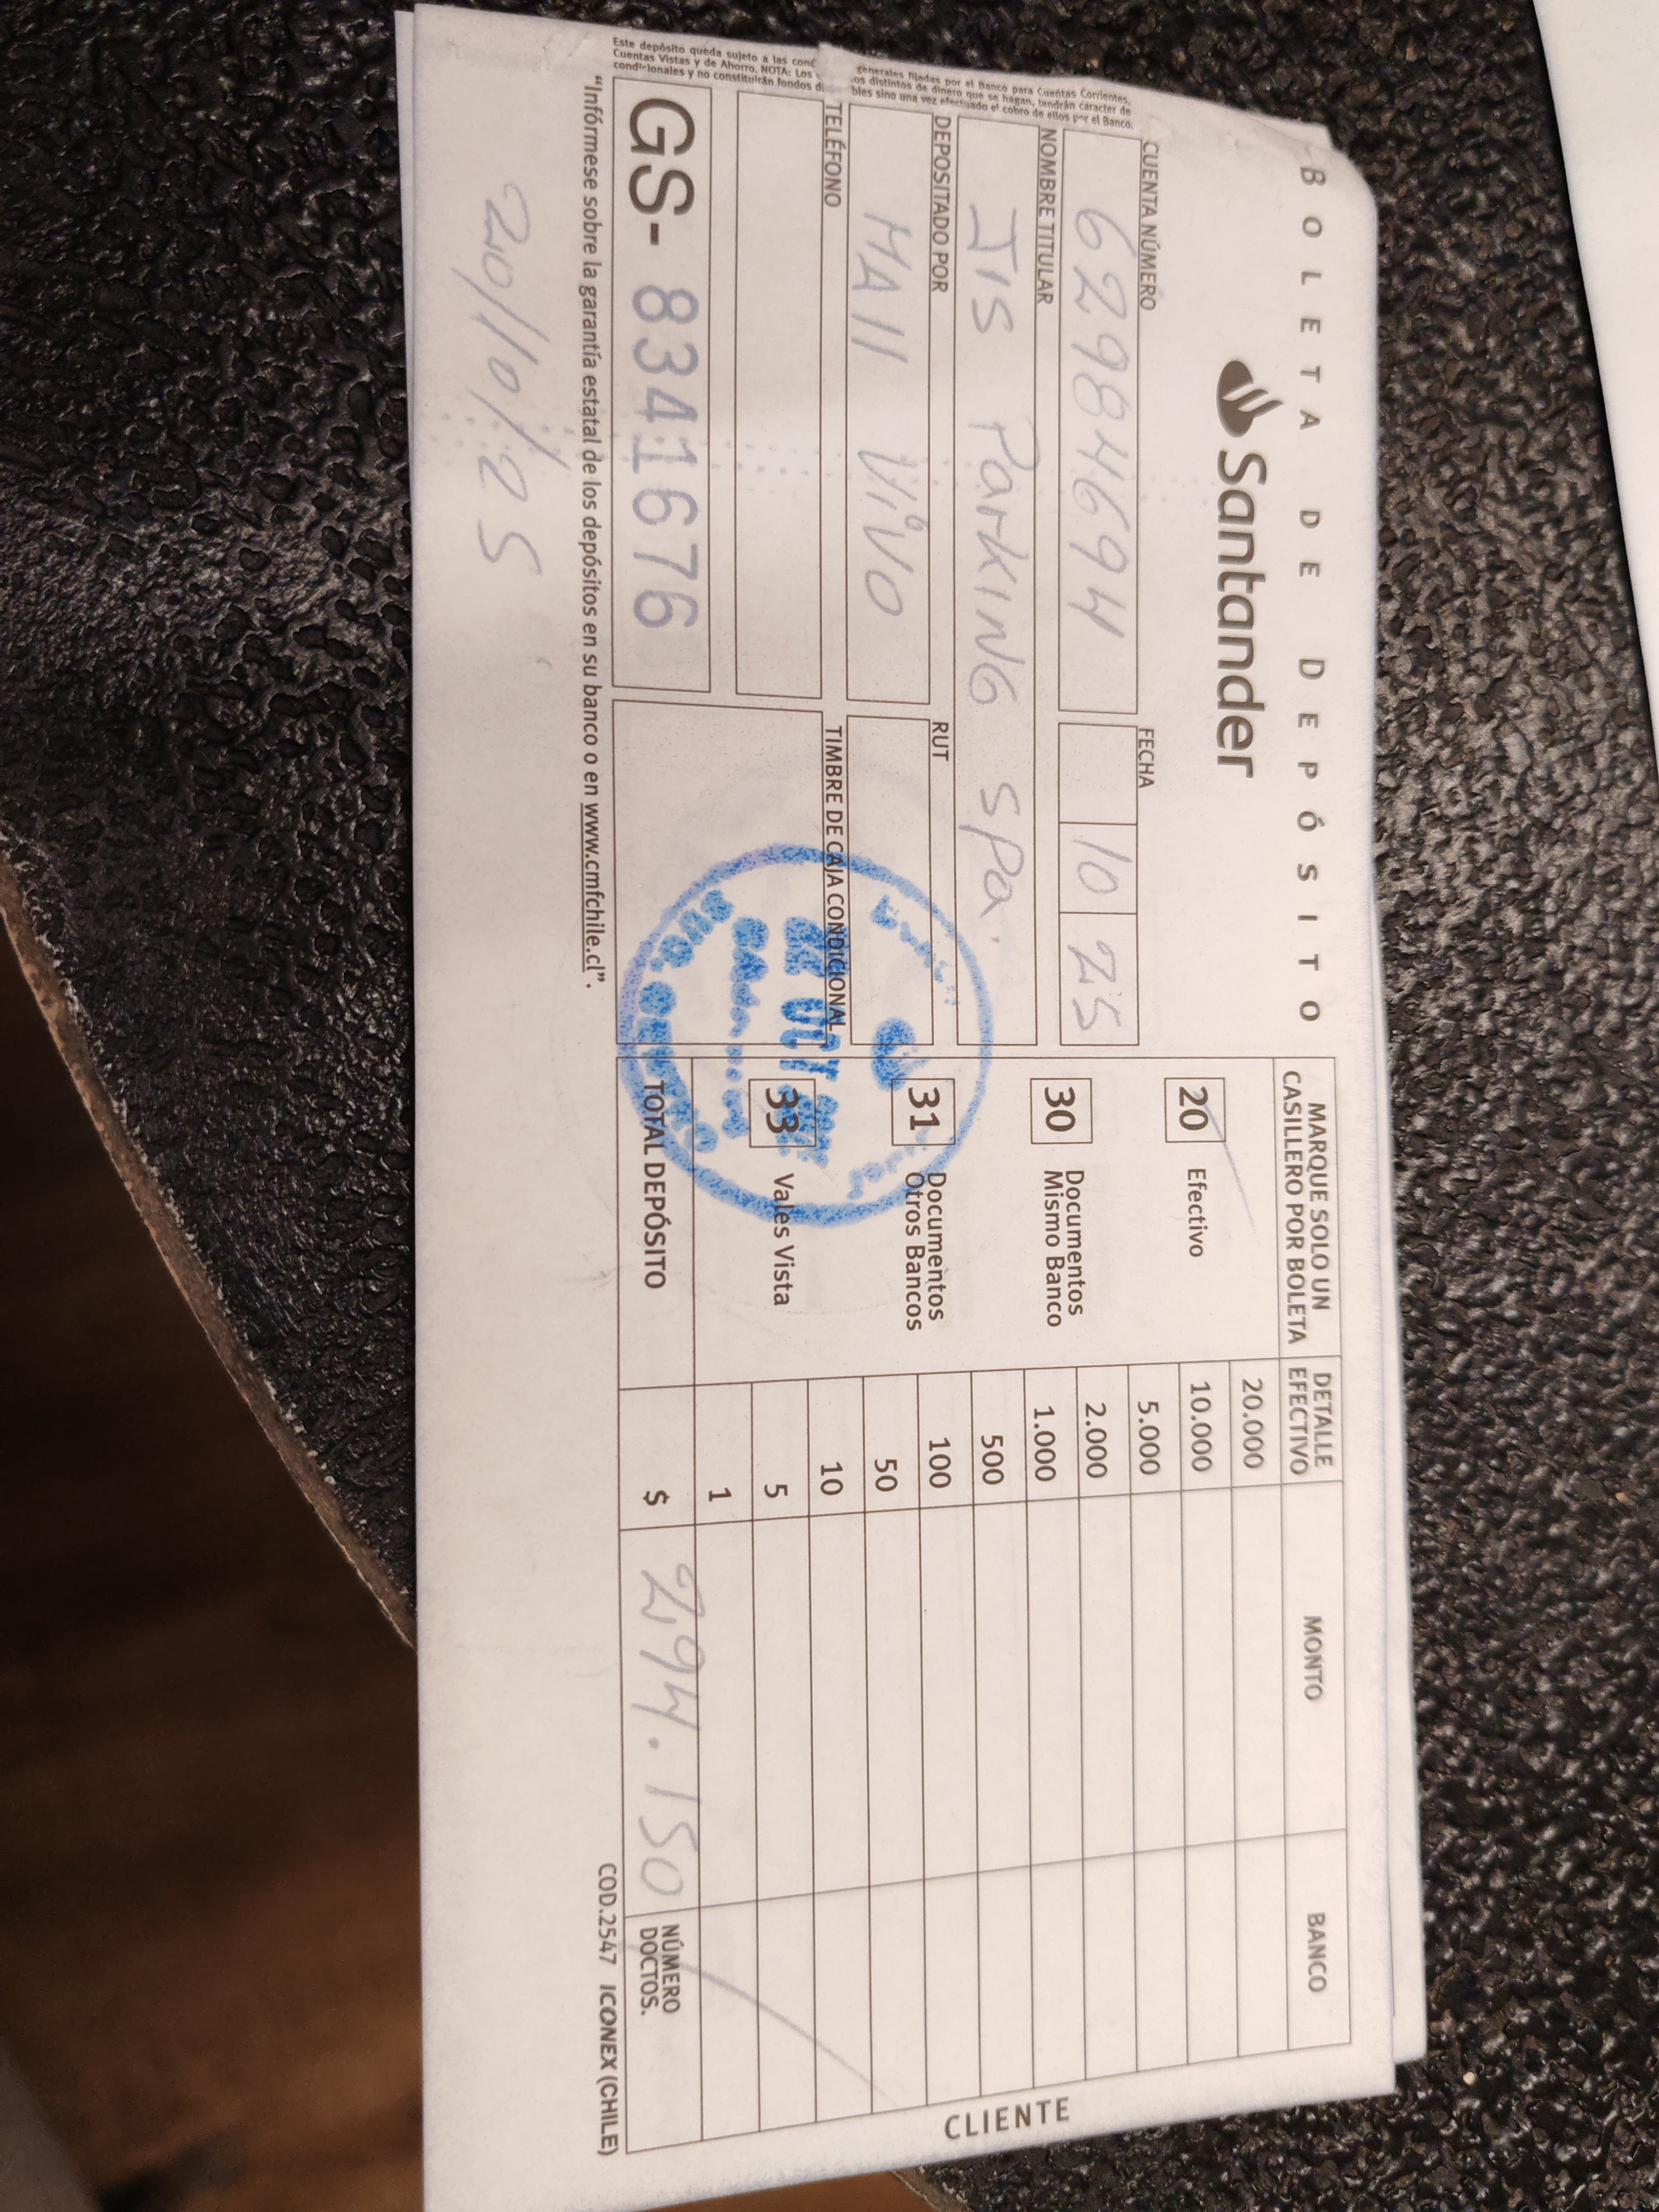 BOLETA DE DEPÓSITO
Santander
CUENTA NÚMERO
FECHA
62984694
10 25
NOMBRE TITULAR
JIS Parking spa.
DEPOSITADO POR
RUT
MAll ViVO
TELÉFONO
TIMBRE DE CAJA CONDICIONAL
GS- 8341676
"Infórmese sobre la garantía estatal de los depósitos en su banco o en www.cmfchile.cl".
20/10/25
Este depósito queda sujeto a las cond generales fijadas por el Banco para Cuentas Corrientes,
Cuentas Vistas y de Ahorro. NOTA: Los os distintos de dinero que se hagan, tendrán caracter de
condicionales y no constituirán fondos di bles sino una vez efectuado el cobro de ellos por el Banco.
MARQUE SOLO UN
CASILLERO POR BOLETA
DETALLE
EFECTIVO
MONTO
BANCO
20 Efectivo
30 Documentos
Mismo Banco
31 Documentos
Otros Bancos
33 Vales Vista
20.000
10.000
5.000
2.000
1.000
500
100
50
10
5
1
TOTAL DEPÓSITO $ 294.150
NÚMERO
DOCTOS.
COD.2547 ICONEX (CHILE)
CLIENTE